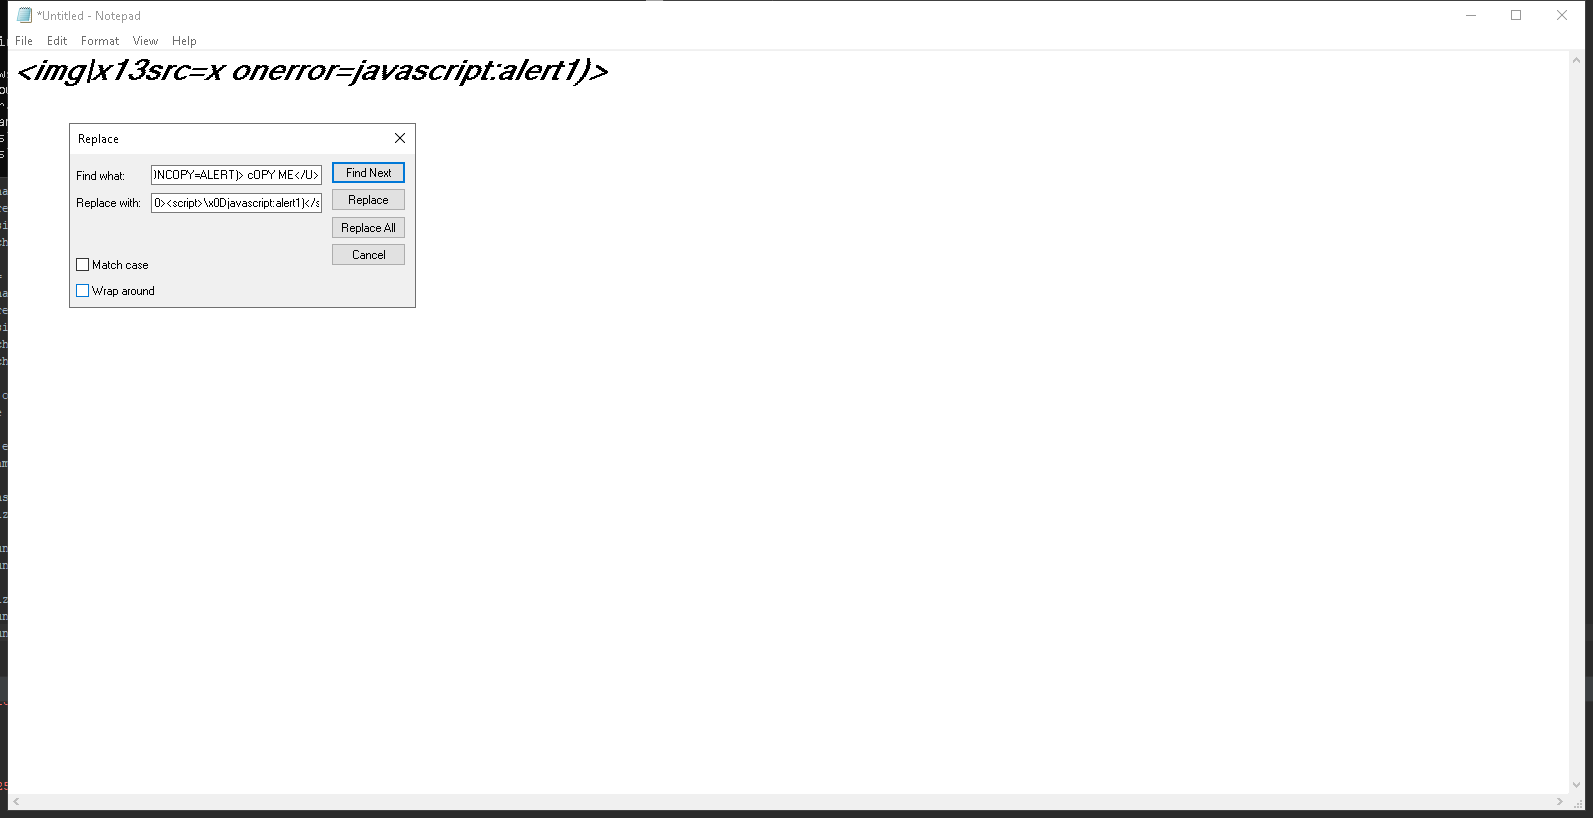 *Untitled - Notepad
File Edit Format View Help
<img|x13src=x onerror=javascript:alert1)>
Replace
Find what: )NCOPY=ALERT)> cOPY ME</U> Find Next
Replace with: 0><script>\x0Djavascript:alert1)</s Replace
Replace All
Cancel
Match case
Wrap around